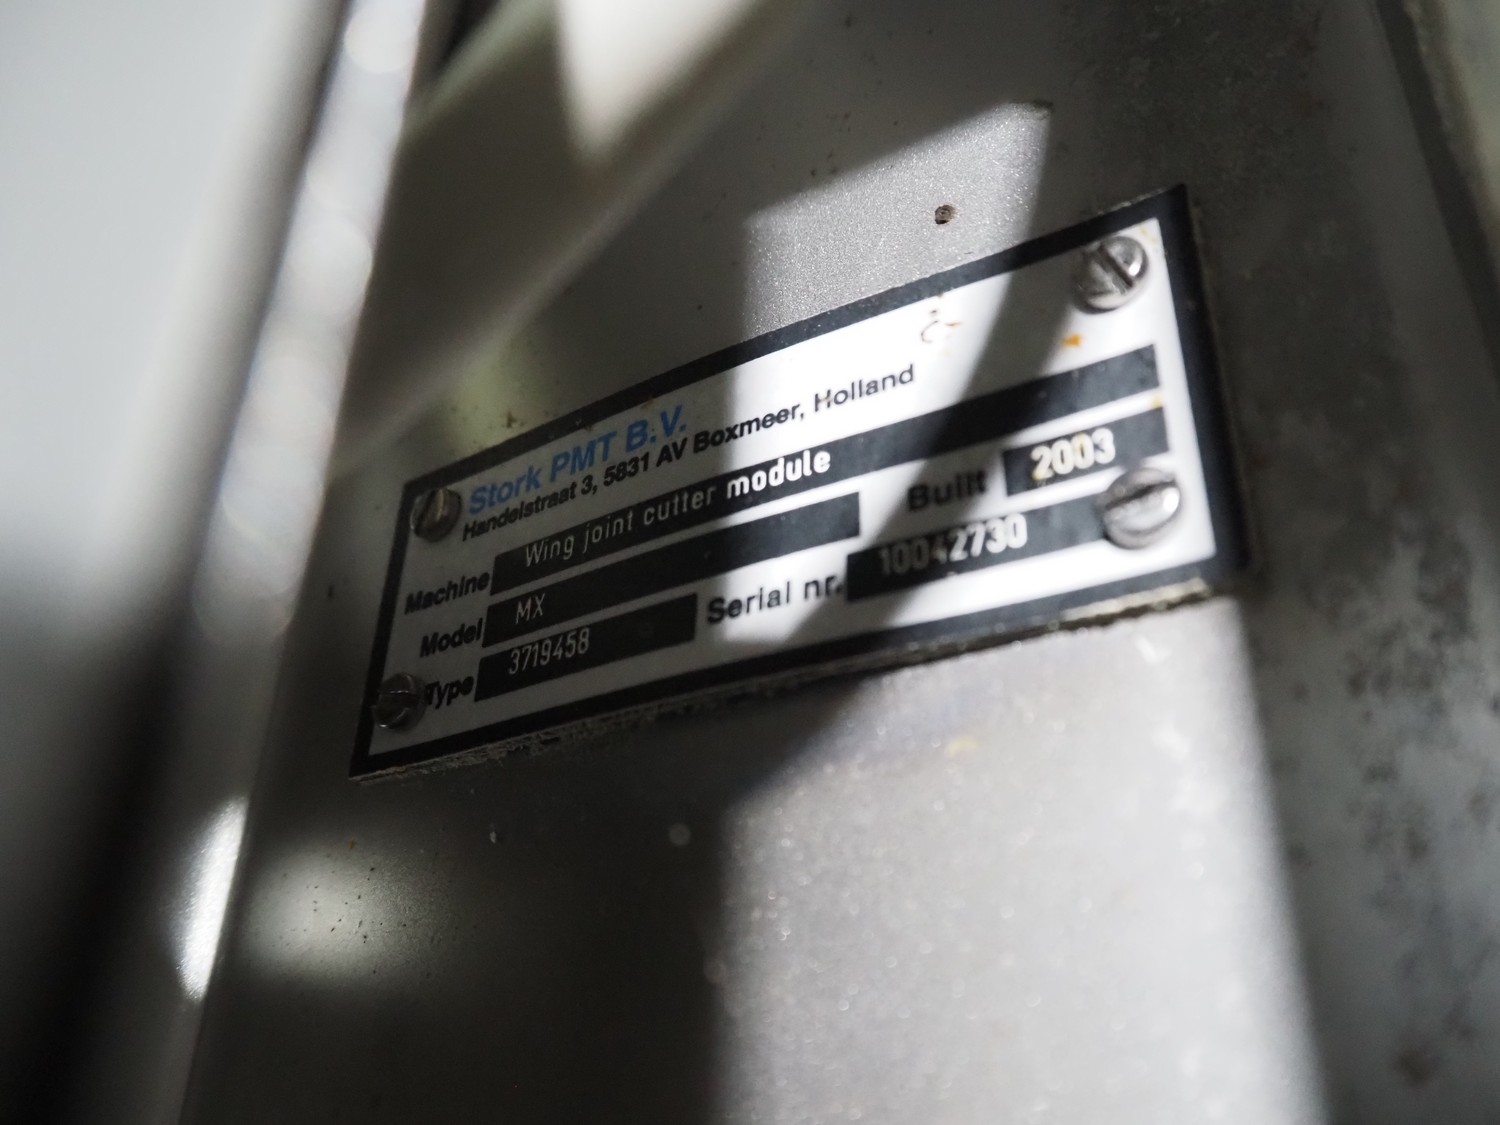 Stork PMT B.V.
Handelstraat 3, 5831 AV Boxmeer, Holland
Machine Wing joint cutter module
Model MX Built 2003
Type 3719458 Serial nr. 10042730